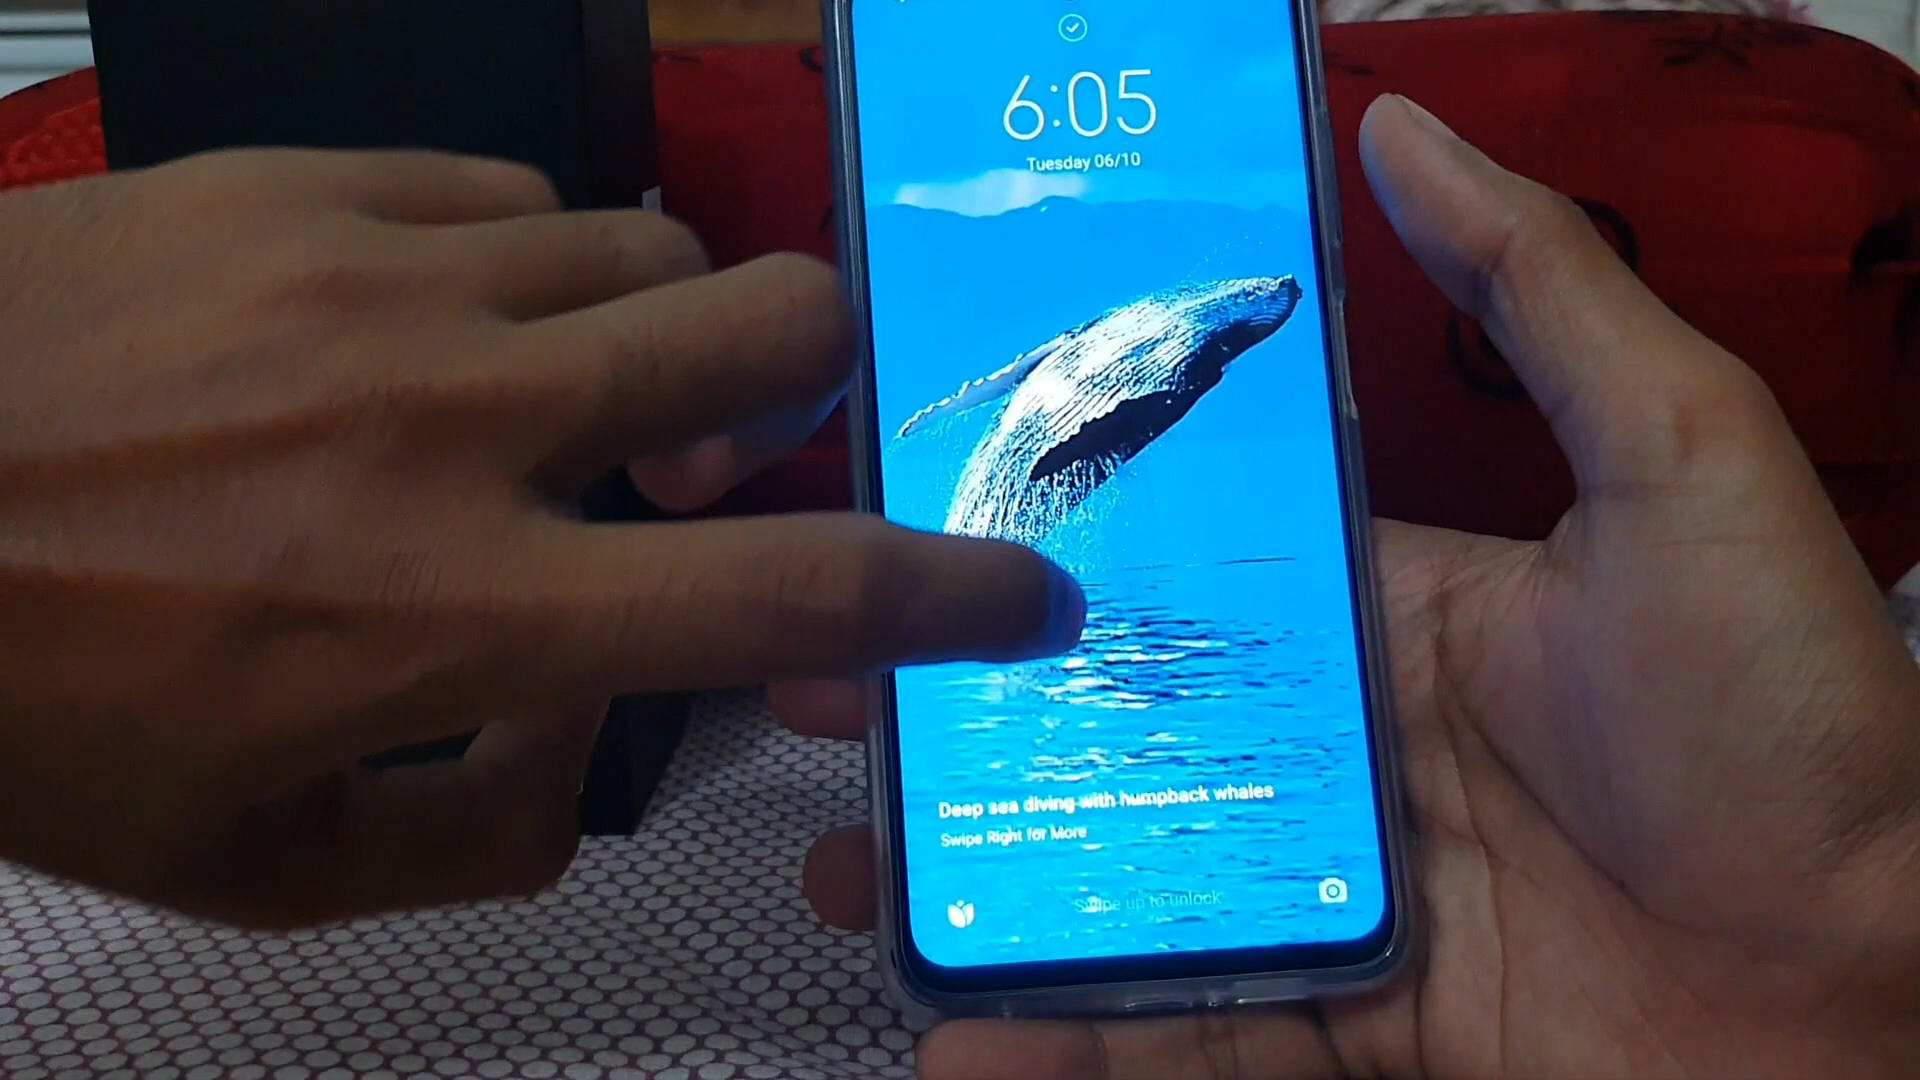 6:05
Tuesday 06/10
Deep sea diving with humpback whales
Swipe Right for More
Swipe up to unlock